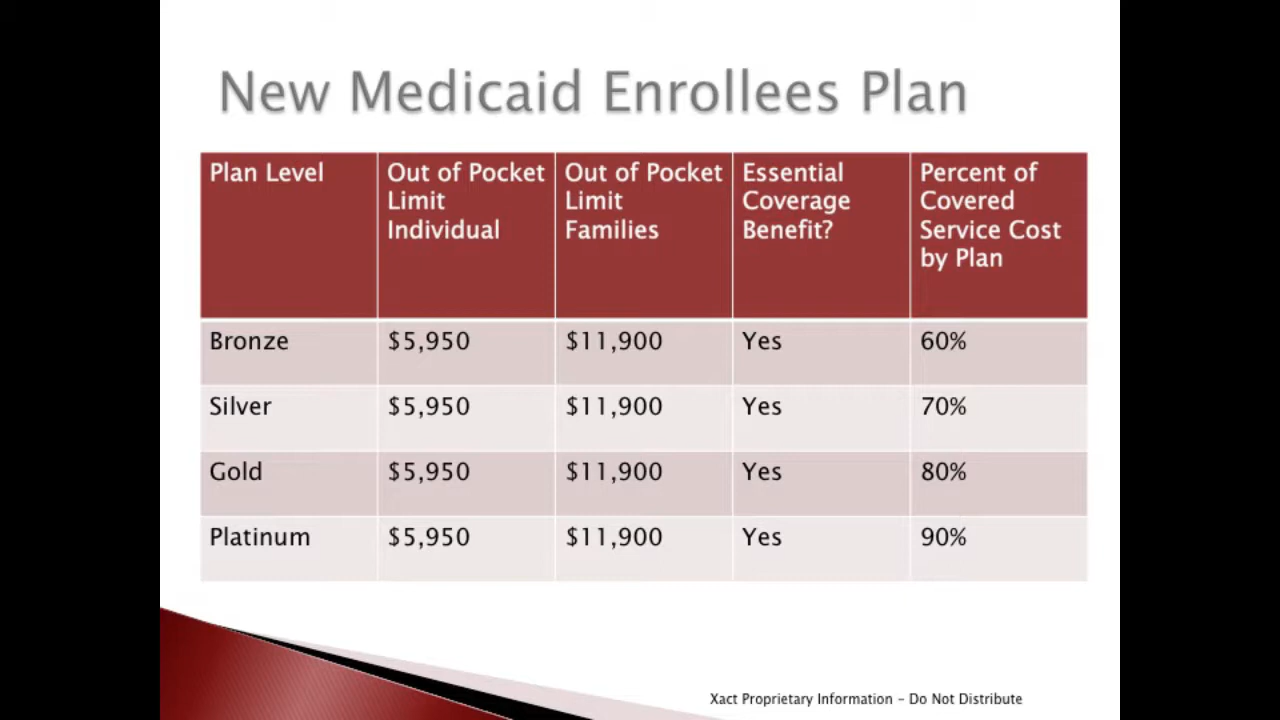 New Medicaid Enrollees Plan
Plan Level
Out of Pocket
Limit
Individual
Out of Pocket
Limit
Families
Essential
Coverage
Benefit?
Percent of
Covered
Service Cost
by Plan
Bronze $5,950 $11,900 Yes 60%
Silver $5,950 $11,900 Yes 70%
Gold $5,950 $11,900 Yes 80%
Platinum $5,950 $11,900 Yes 90%
Xact Proprietary Information – Do Not Distribute